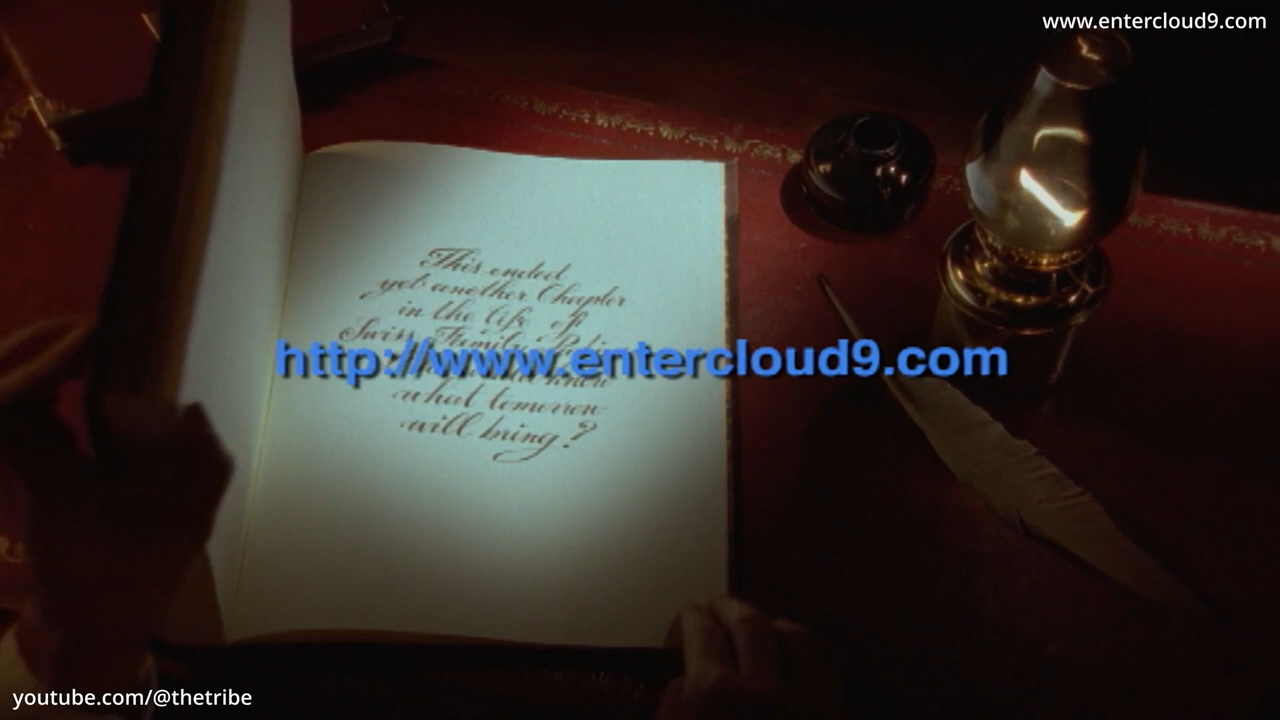 www.entercloud9.com
This ended
yet another Chapter
in the life of
Swiss Family
http://www.entercloud9.com
what tomorrow
will bring?
youtube.com/@thetribe